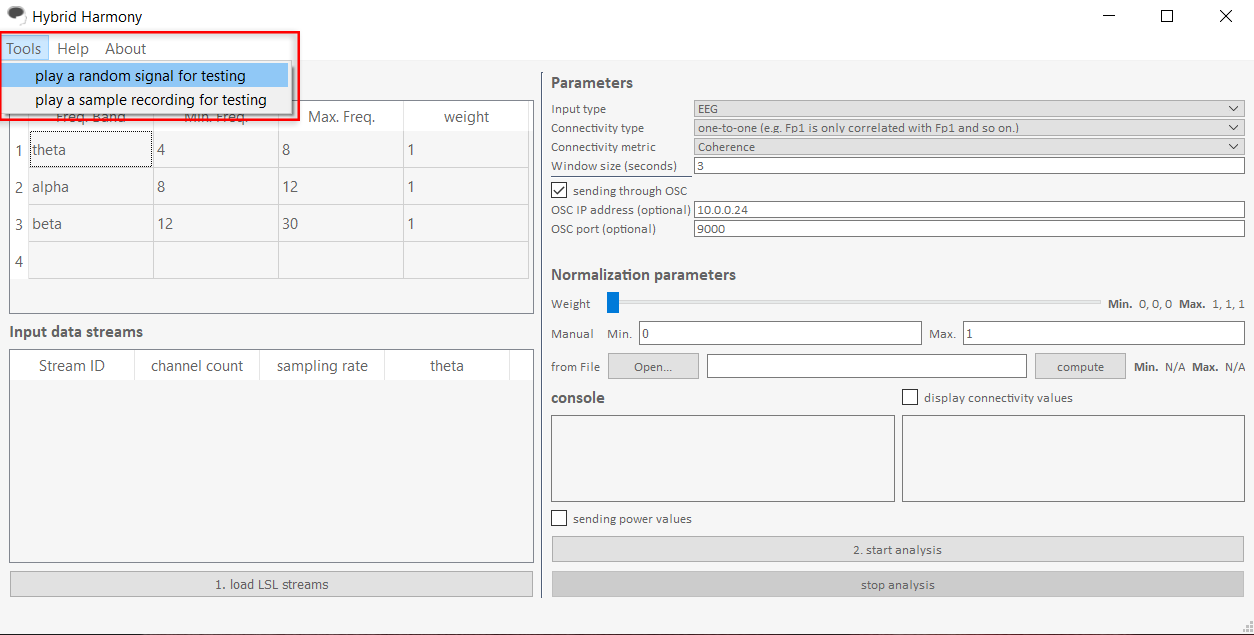 Hybrid Harmony
Tools Help About
play a random signal for testing
play a sample recording for testing
Freq. Band Min. Freq. Max. Freq. weight
1 theta 4 8 1
2 alpha 8 12 1
3 beta 12 30 1
4
Input data streams
Stream ID channel count sampling rate theta
1. load LSL streams
Parameters
Input type EEG
Connectivity type one-to-one (e.g. Fp1 is only correlated with Fp1 and so on.)
Connectivity metric Coherence
Window size (seconds) 3
sending through OSC
OSC IP address (optional) 10.0.0.24
OSC port (optional) 9000
Normalization parameters
Weight Min. 0, 0, 0 Max. 1, 1, 1
Manual Min. 0 Max. 1
from File Open... compute Min. N/A Max. N/A
console display connectivity values
sending power values
2. start analysis
stop analysis